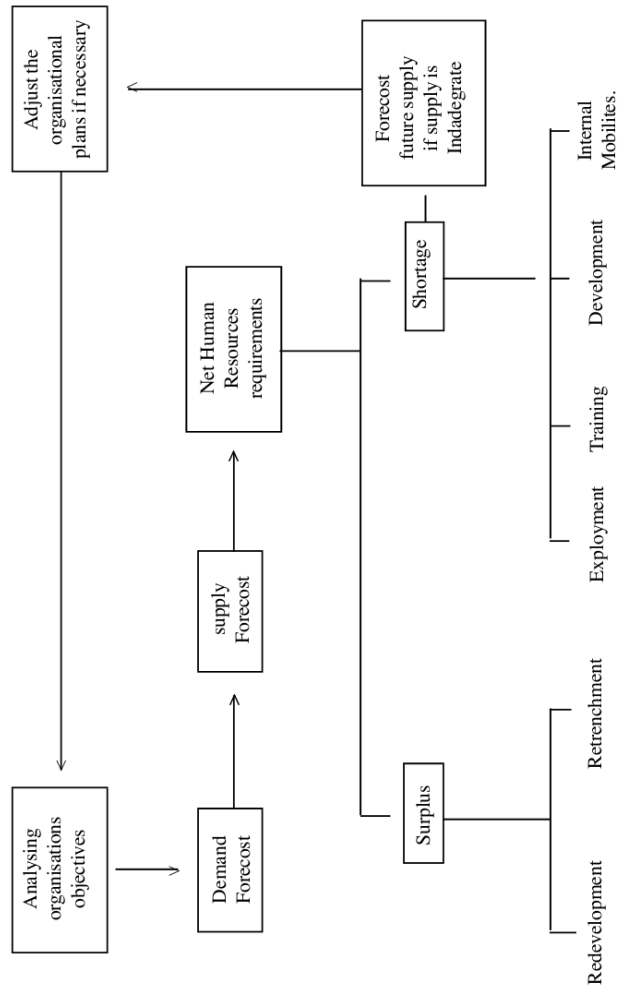 Analysing
organisations
objectives
Adjust the
organisational
plans if necessary
Demand
Forecost
supply
Forecost
Net Human
Resources
requirements
Surplus
Shortage
Forecost
future supply
if supply is
Indadegrate
Redevelopment
Retrenchment
Exployment
Training
Development
Internal
Mobilites.